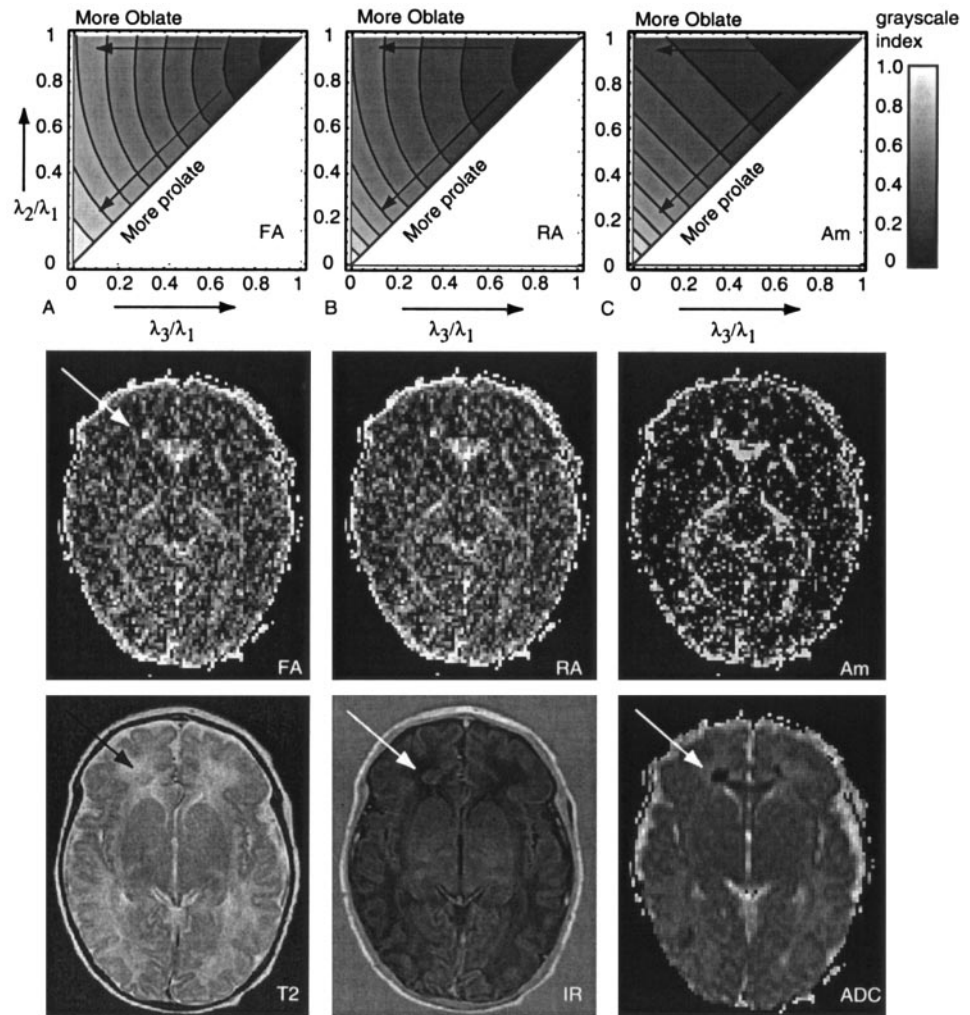 More Oblate
More Oblate
More Oblate
grayscale
index
1
0.8
0.6
0.4
0.2
0
λ2/λ1
More prolate
FA
0 0.2 0.4 0.6 0.8 1
A
λ3/λ1
1
0.8
0.6
0.4
0.2
0
More prolate
RA
0 0.2 0.4 0.6 0.8 1
B
1
0.8
0.6
0.4
0.2
0
More prolate
Am
0 0.2 0.4 0.6 0.8 1
C
λ3/λ1
1.0
0.8
0.6
0.4
0.2
0
FA
RA
Am
T2
IR
ADC